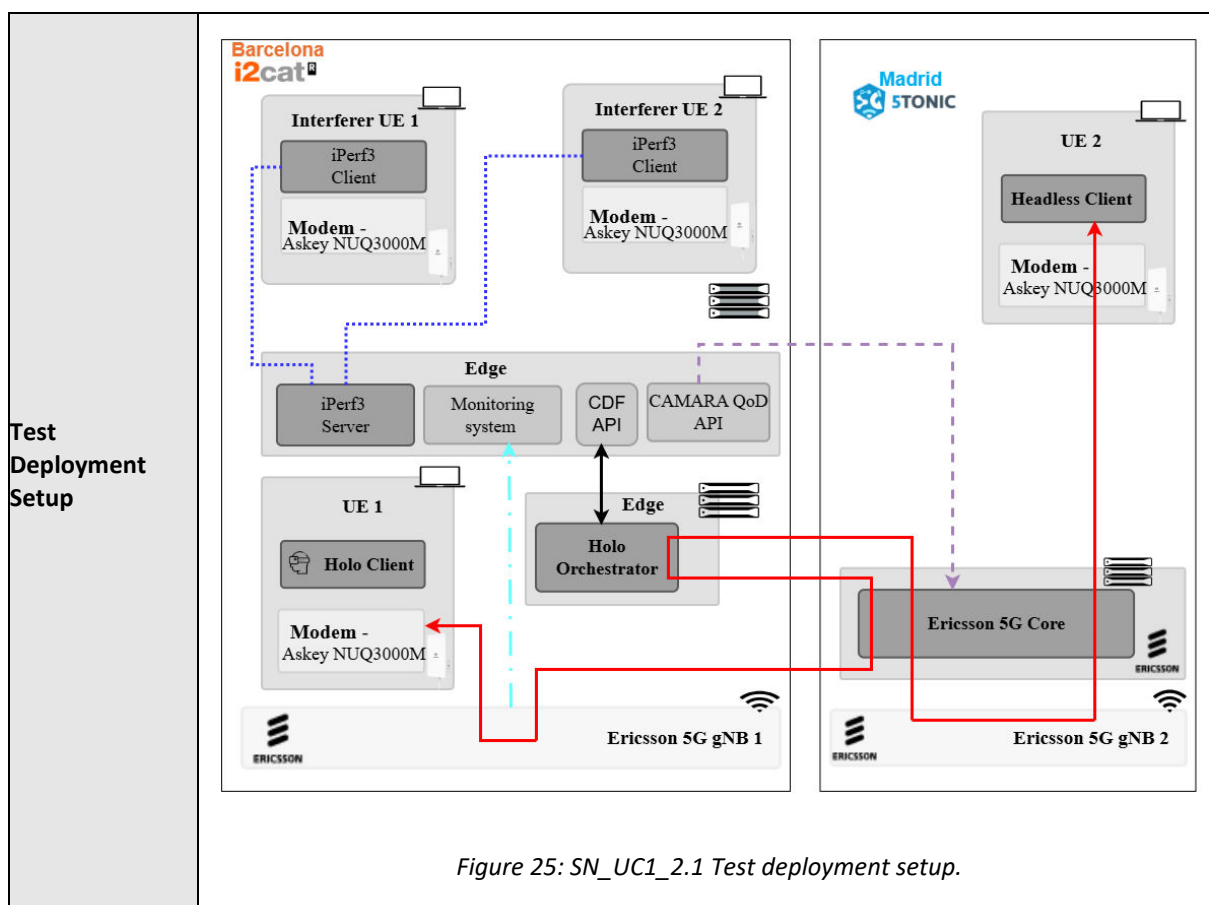 Test
Deployment
Setup
Barcelona
i2cat R
Interferer UE 1
iPerf3
Client
Modem -
Askey NUQ3000M
Interferer UE 2
iPerf3
Client
Modem -
Askey NUQ3000M
Edge
iPerf3
Server
Monitoring
system
CDF
API
CAMARA QoD
API
UE 1
Holo Client
Modem -
Askey NUQ3000M
Edge
Holo
Orchestrator
ERICSSON
Ericsson 5G gNB 1
Madrid
5TONIC
UE 2
Headless Client
Modem -
Askey NUQ3000M
Ericsson 5G Core
ERICSSON
ERICSSON
Ericsson 5G gNB 2
Figure 25: SN_UC1_2.1 Test deployment setup.